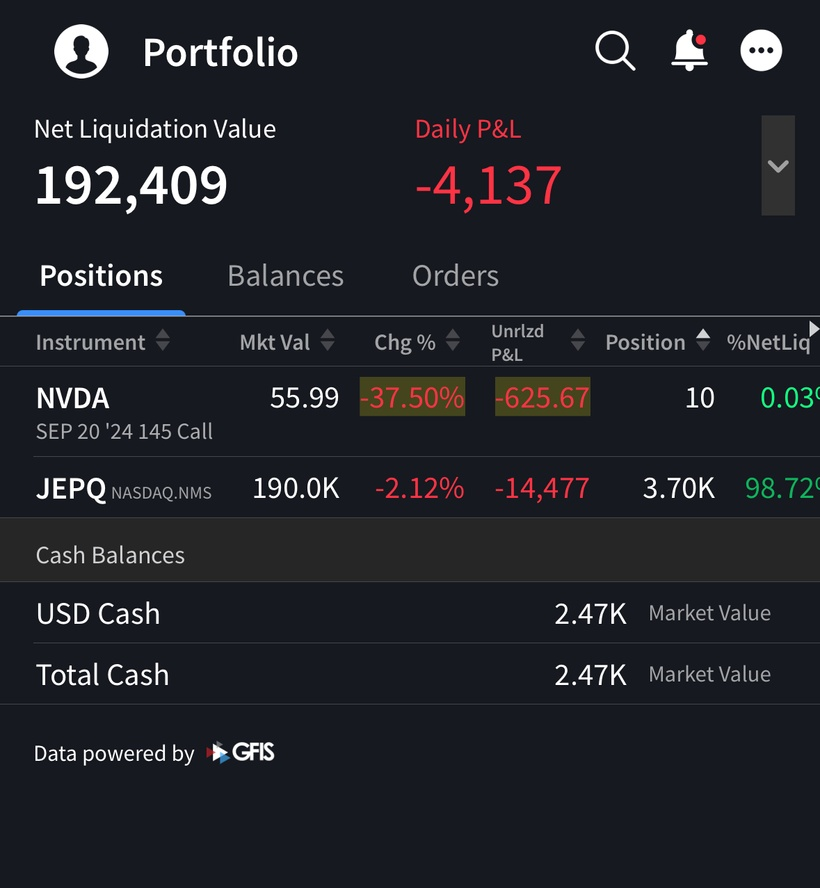 Portfolio
Net Liquidation Value Daily P&L
192,409 -4,137
Positions Balances Orders
Instrument Mkt Val Chg % Unrlzd P&L Position %NetLiq
NVDA 55.99 -37.50% -625.67 10 0.03%
SEP 20 '24 145 Call
JEPQ NASDAQ.NMS 190.0K -2.12% -14,477 3.70K 98.72%
Cash Balances
USD Cash 2.47K Market Value
Total Cash 2.47K Market Value
Data powered by GFIS